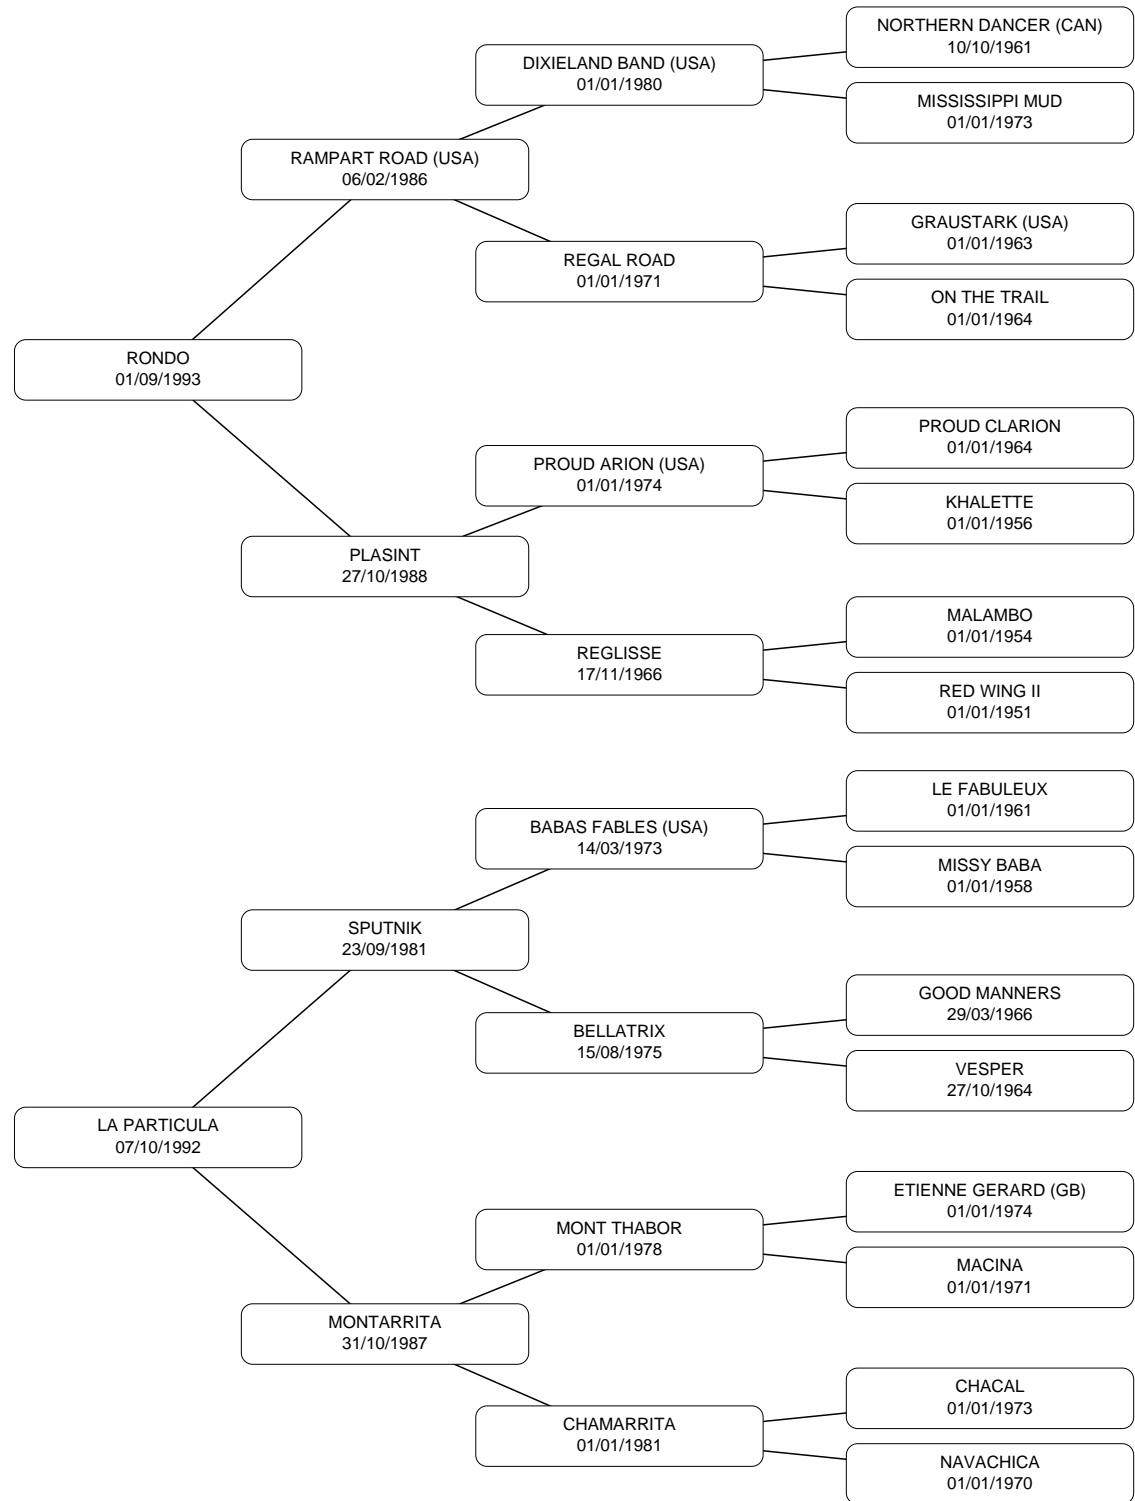 NORTHERN DANCER (CAN)
10/10/1961
DIXIELAND BAND (USA)
01/01/1980
MISSISSIPPI MUD
01/01/1973
RAMPART ROAD (USA)
06/02/1986
GRAUSTARK (USA)
01/01/1963
REGAL ROAD
01/01/1971
ON THE TRAIL
01/01/1964
RONDO
01/09/1993
PROUD CLARION
01/01/1964
PROUD ARION (USA)
01/01/1974
KHALETTE
01/01/1956
PLASINT
27/10/1988
MALAMBO
01/01/1954
REGLISSE
17/11/1966
RED WING II
01/01/1951
LE FABULEUX
01/01/1961
BABAS FABLES (USA)
14/03/1973
MISSY BABA
01/01/1958
SPUTNIK
23/09/1981
GOOD MANNERS
29/03/1966
BELLATRIX
15/08/1975
VESPER
27/10/1964
LA PARTICULA
07/10/1992
ETIENNE GERARD (GB)
01/01/1974
MONT THABOR
01/01/1978
MACINA
01/01/1971
MONTARRITA
31/10/1987
CHACAL
01/01/1973
CHAMARRITA
01/01/1981
NAVACHICA
01/01/1970